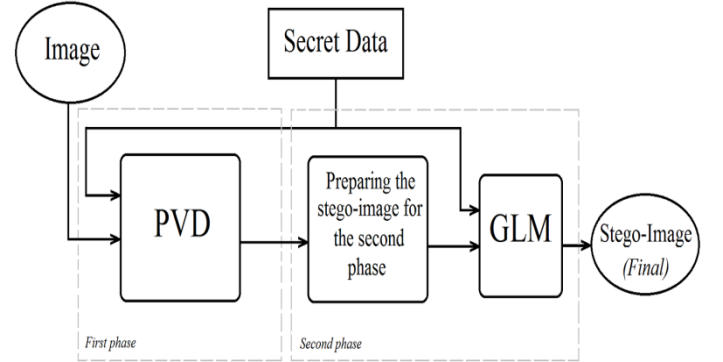 Image
Secret Data
PVD
Preparing the
stego-image for
the second
phase
GLM
Stego-Image
(Final)
First phase
Second phase